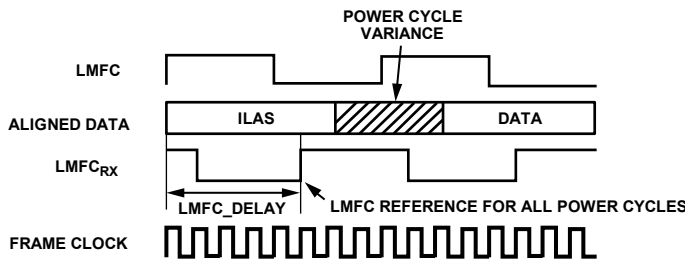 POWER CYCLE
VARIANCE
LMFC
ALIGNED DATA
ILAS
DATA
LMFCRX
LMFC_DELAY
LMFC REFERENCE FOR ALL POWER CYCLES
FRAME CLOCK